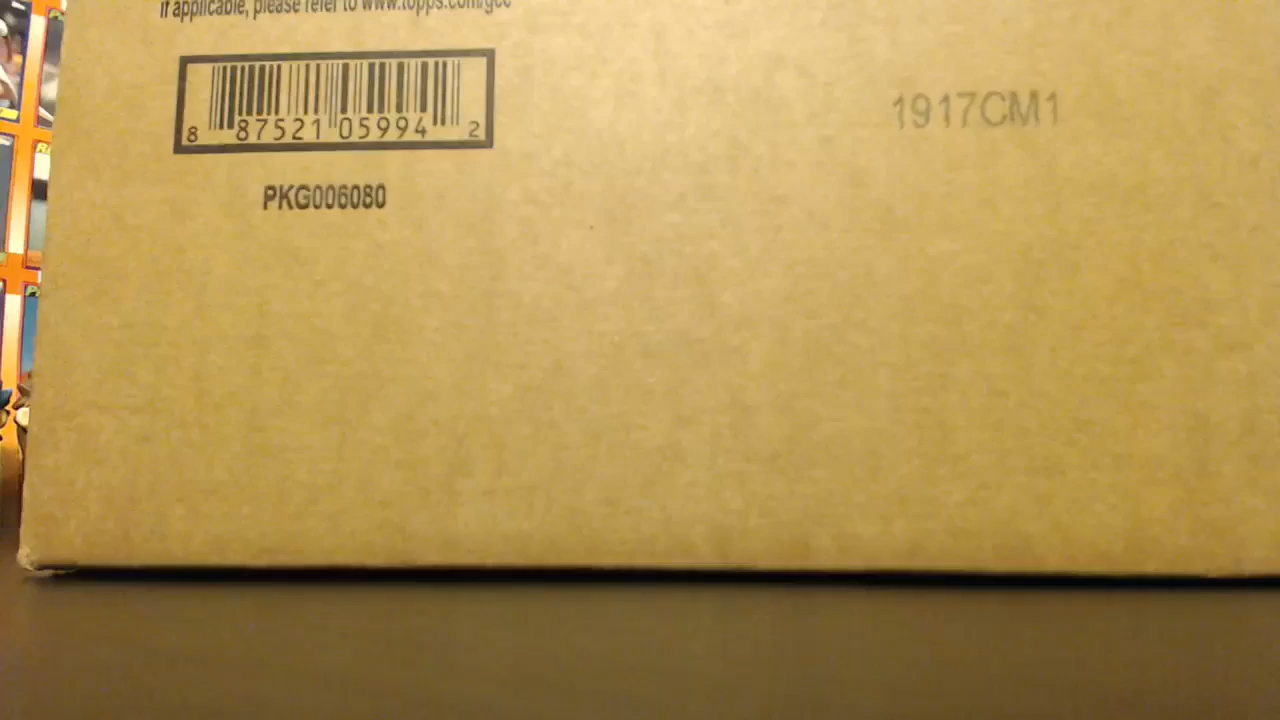 if applicable, please refer to www.topps.com/gcc
8 87521 05994 2
1917CM1
PKG006080